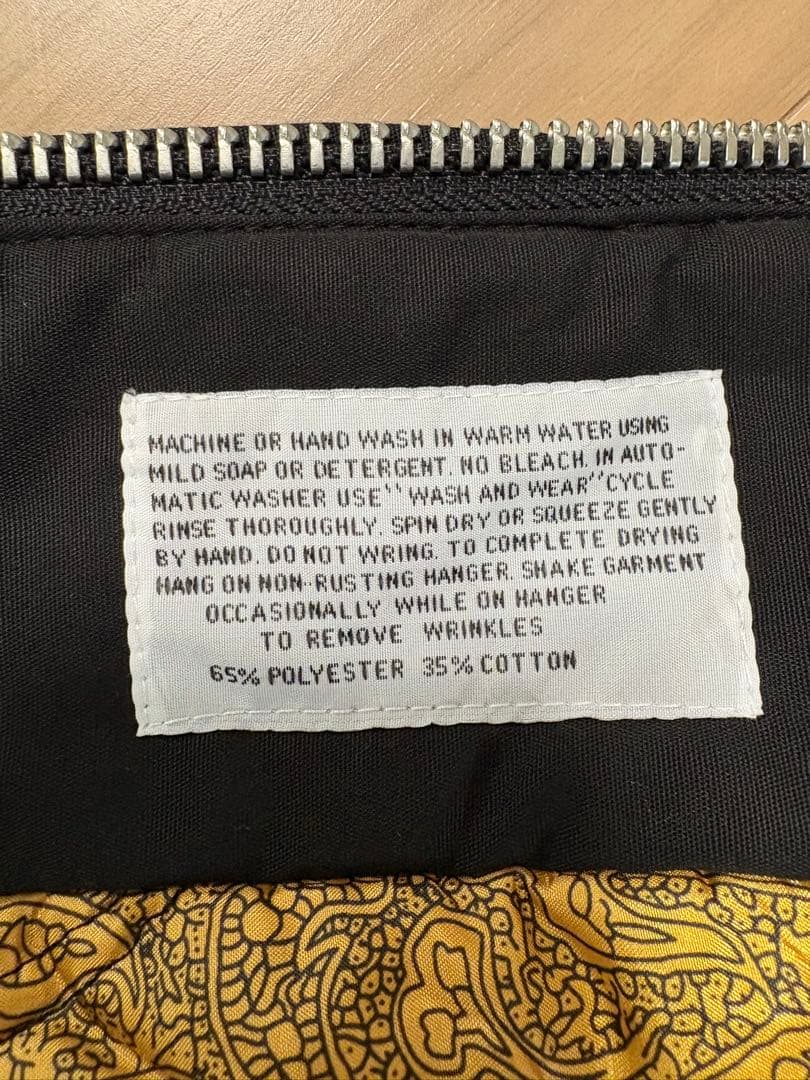 MACHINE OR HAND WASH IN WARM WATER USING
MILD SOAP OR DETERGENT. NO BLEACH. IN AUTO-
MATIC WASHER USE'' WASH AND WEAR''CYCLE
RINSE THOROUGHLY. SPIN DRY OR SQUEEZE GENTLY
BY HAND. DO NOT WRING. TO COMPLETE DRYING
HANG ON NON-RUSTING HANGER. SHAKE GARMENT
OCCASIONALLY WHILE ON HANGER
TO REMOVE WRINKLES
65% POLYESTER 35% COTTON